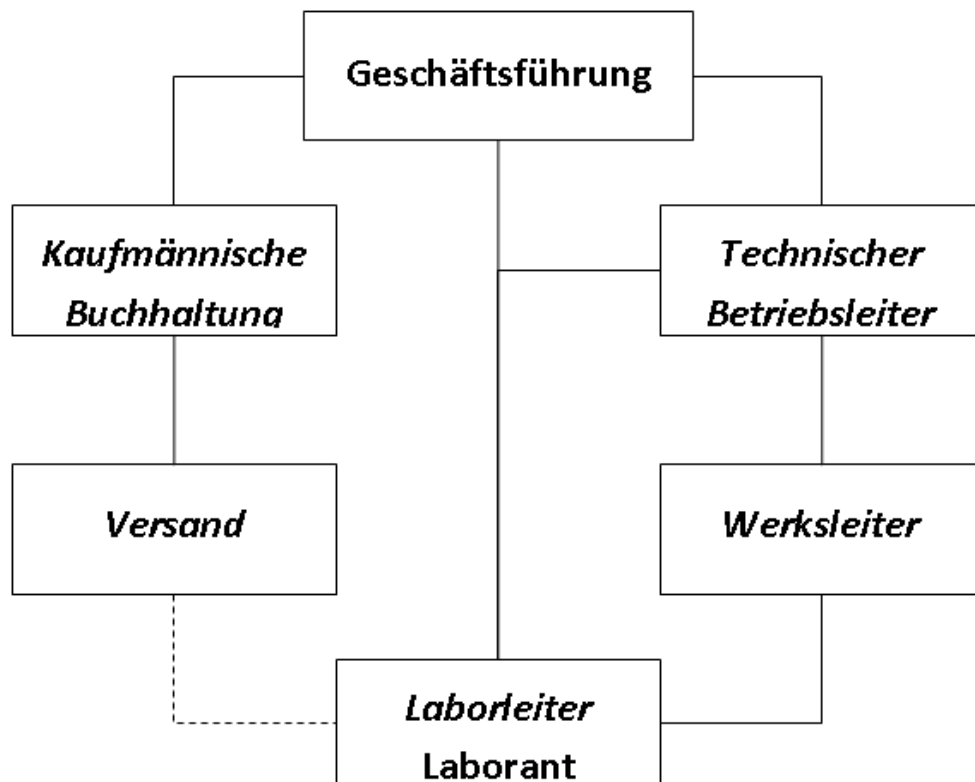 Geschäftsführung
Kaufmännische
Buchhaltung
Technischer
Betriebsleiter
Versand
Werksleiter
Laborleiter
Laborant